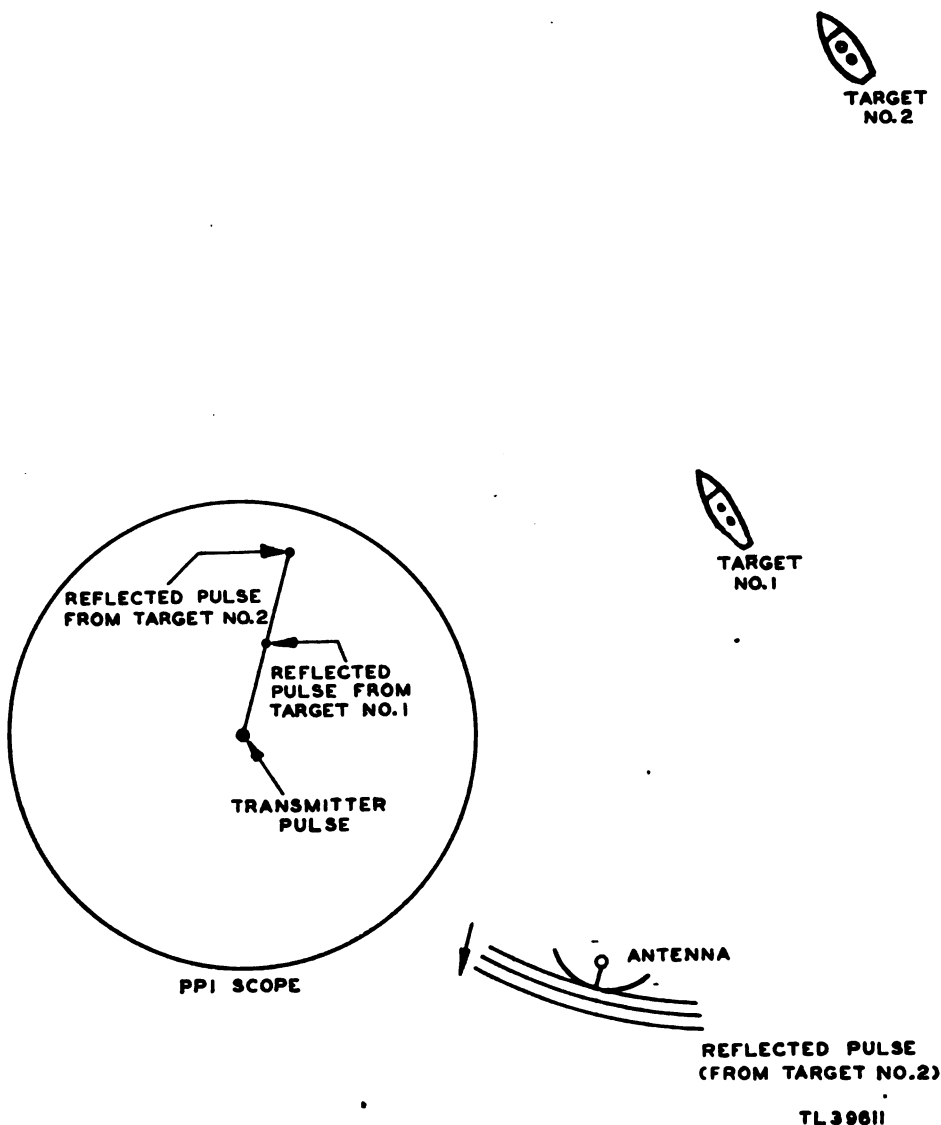 TARGET
NO.2
TARGET
NO.1
REFLECTED PULSE
FROM TARGET NO.2
REFLECTED
PULSE FROM
TARGET NO.1
TRANSMITTER
PULSE
PPI SCOPE
ANTENNA
REFLECTED PULSE
(FROM TARGET NO.2)
TL39611